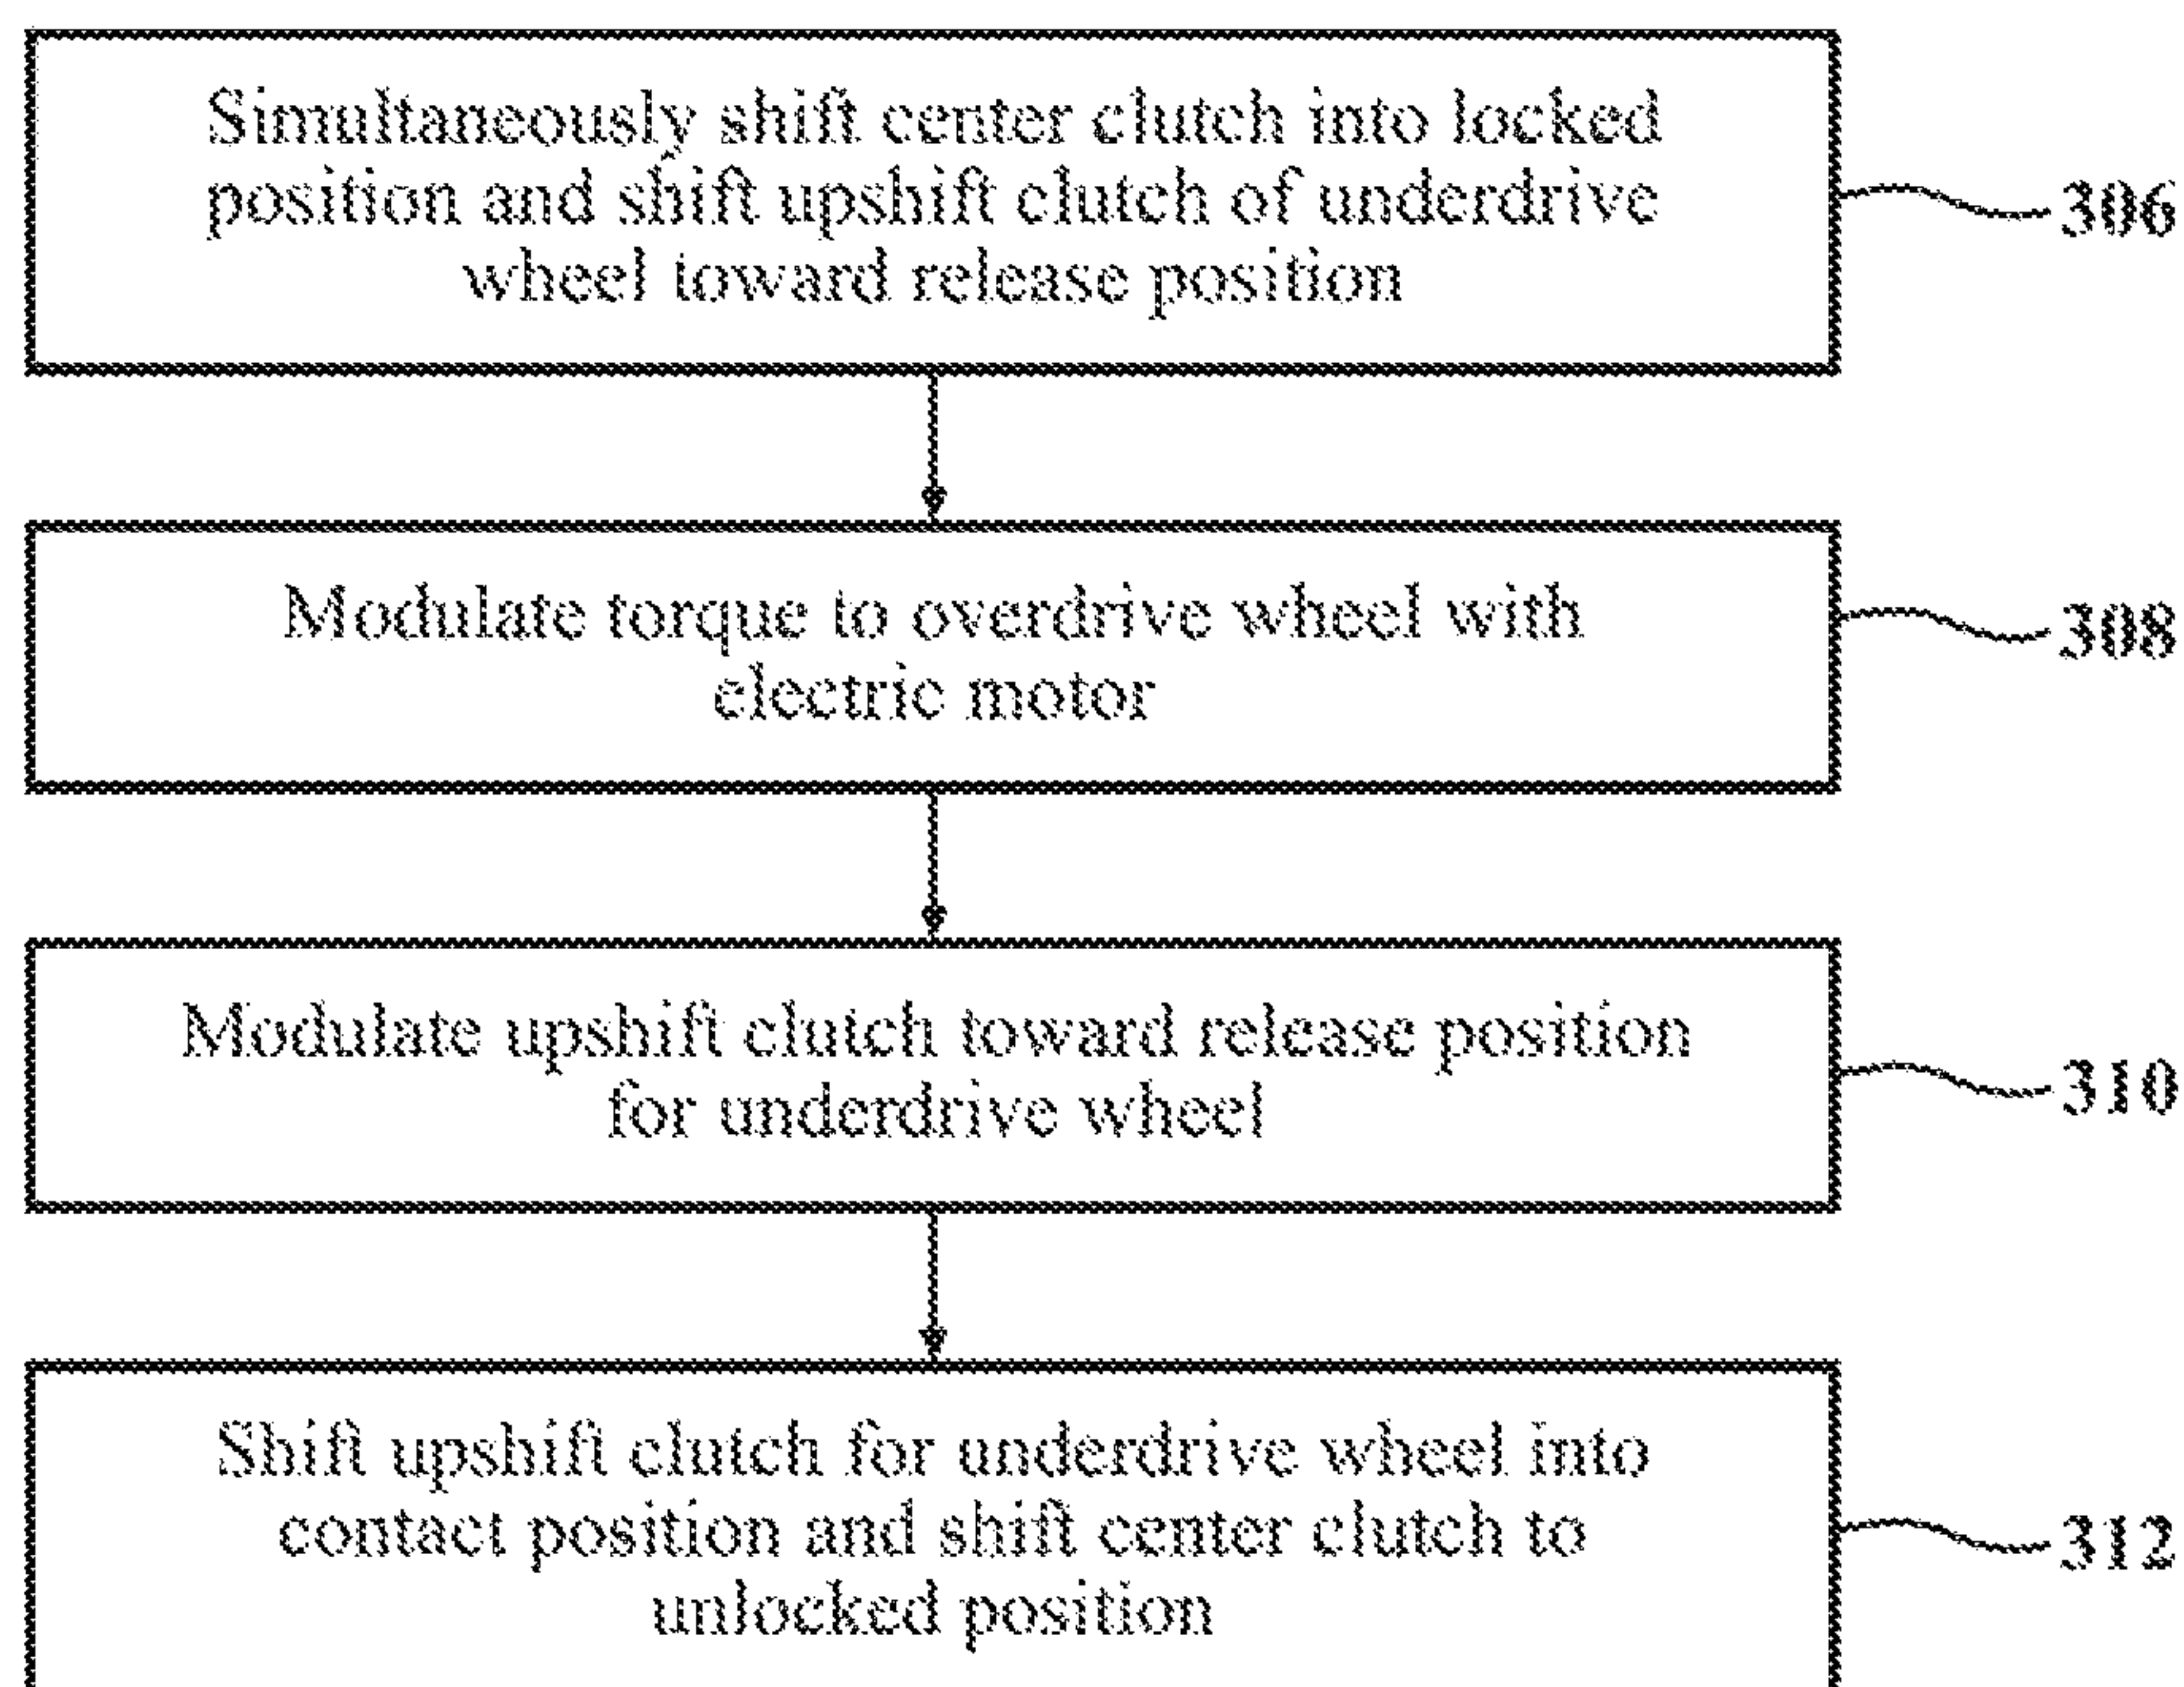 Simultaneously shift center clutch into locked
position and shift upshift clutch of underdrive
wheel toward release position
306
Modulate torque to overdrive wheel with
electric motor
308
Modulate upshift clutch toward release position
for underdrive wheel
310
Shift upshift clutch for underdrive wheel into
contact position and shift center clutch to
unlocked position
312